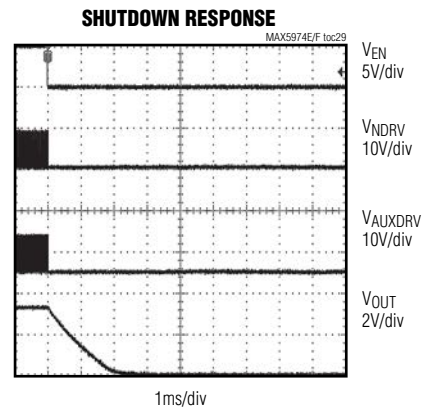 SHUTDOWN RESPONSE
MAX5974E/F toc29
VEN
5V/div
VNDRV
10V/div
VAUXDRV
10V/div
VOUT
2V/div
1ms/div